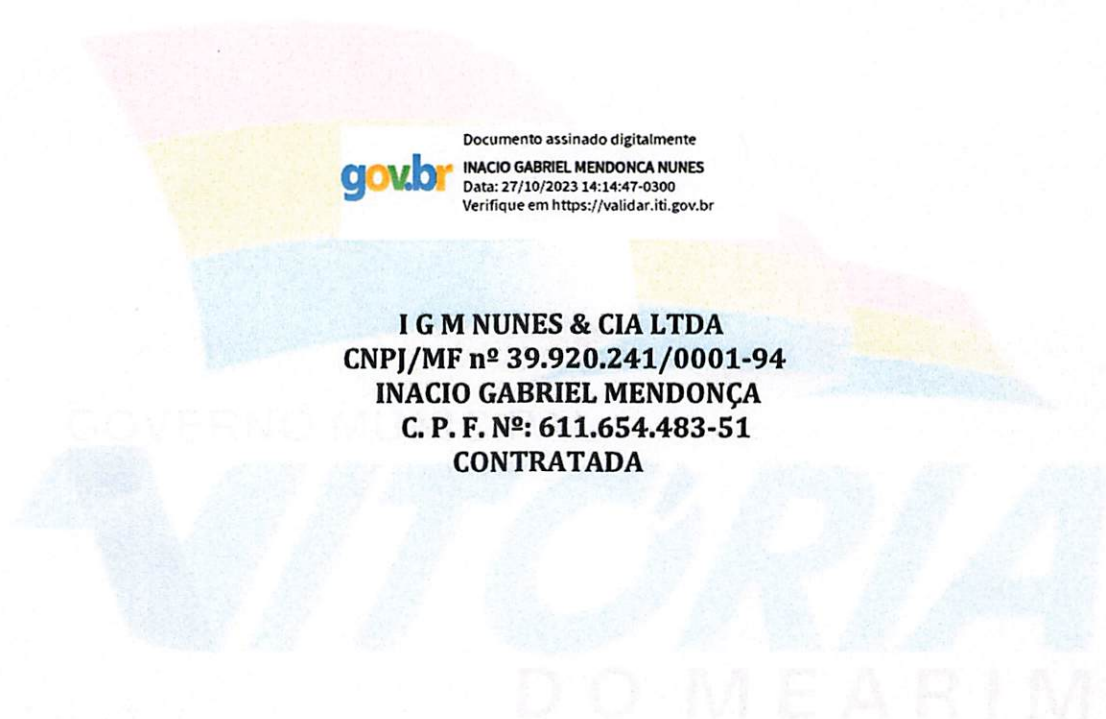 Documento assinado digitalmente
gov.br
INACIO GABRIEL MENDONCA NUNES
Data: 27/10/2023 14:14:47-0300
Verifique em https://validar.iti.gov.br
I G M NUNES & CIA LTDA
CNPJ/MF nº 39.920.241/0001-94
INACIO GABRIEL MENDONÇA
C. P. F. Nº: 611.654.483-51
CONTRATADA
GOVERNO MUNICIPAL
VITÓRIA
DO MEARIM